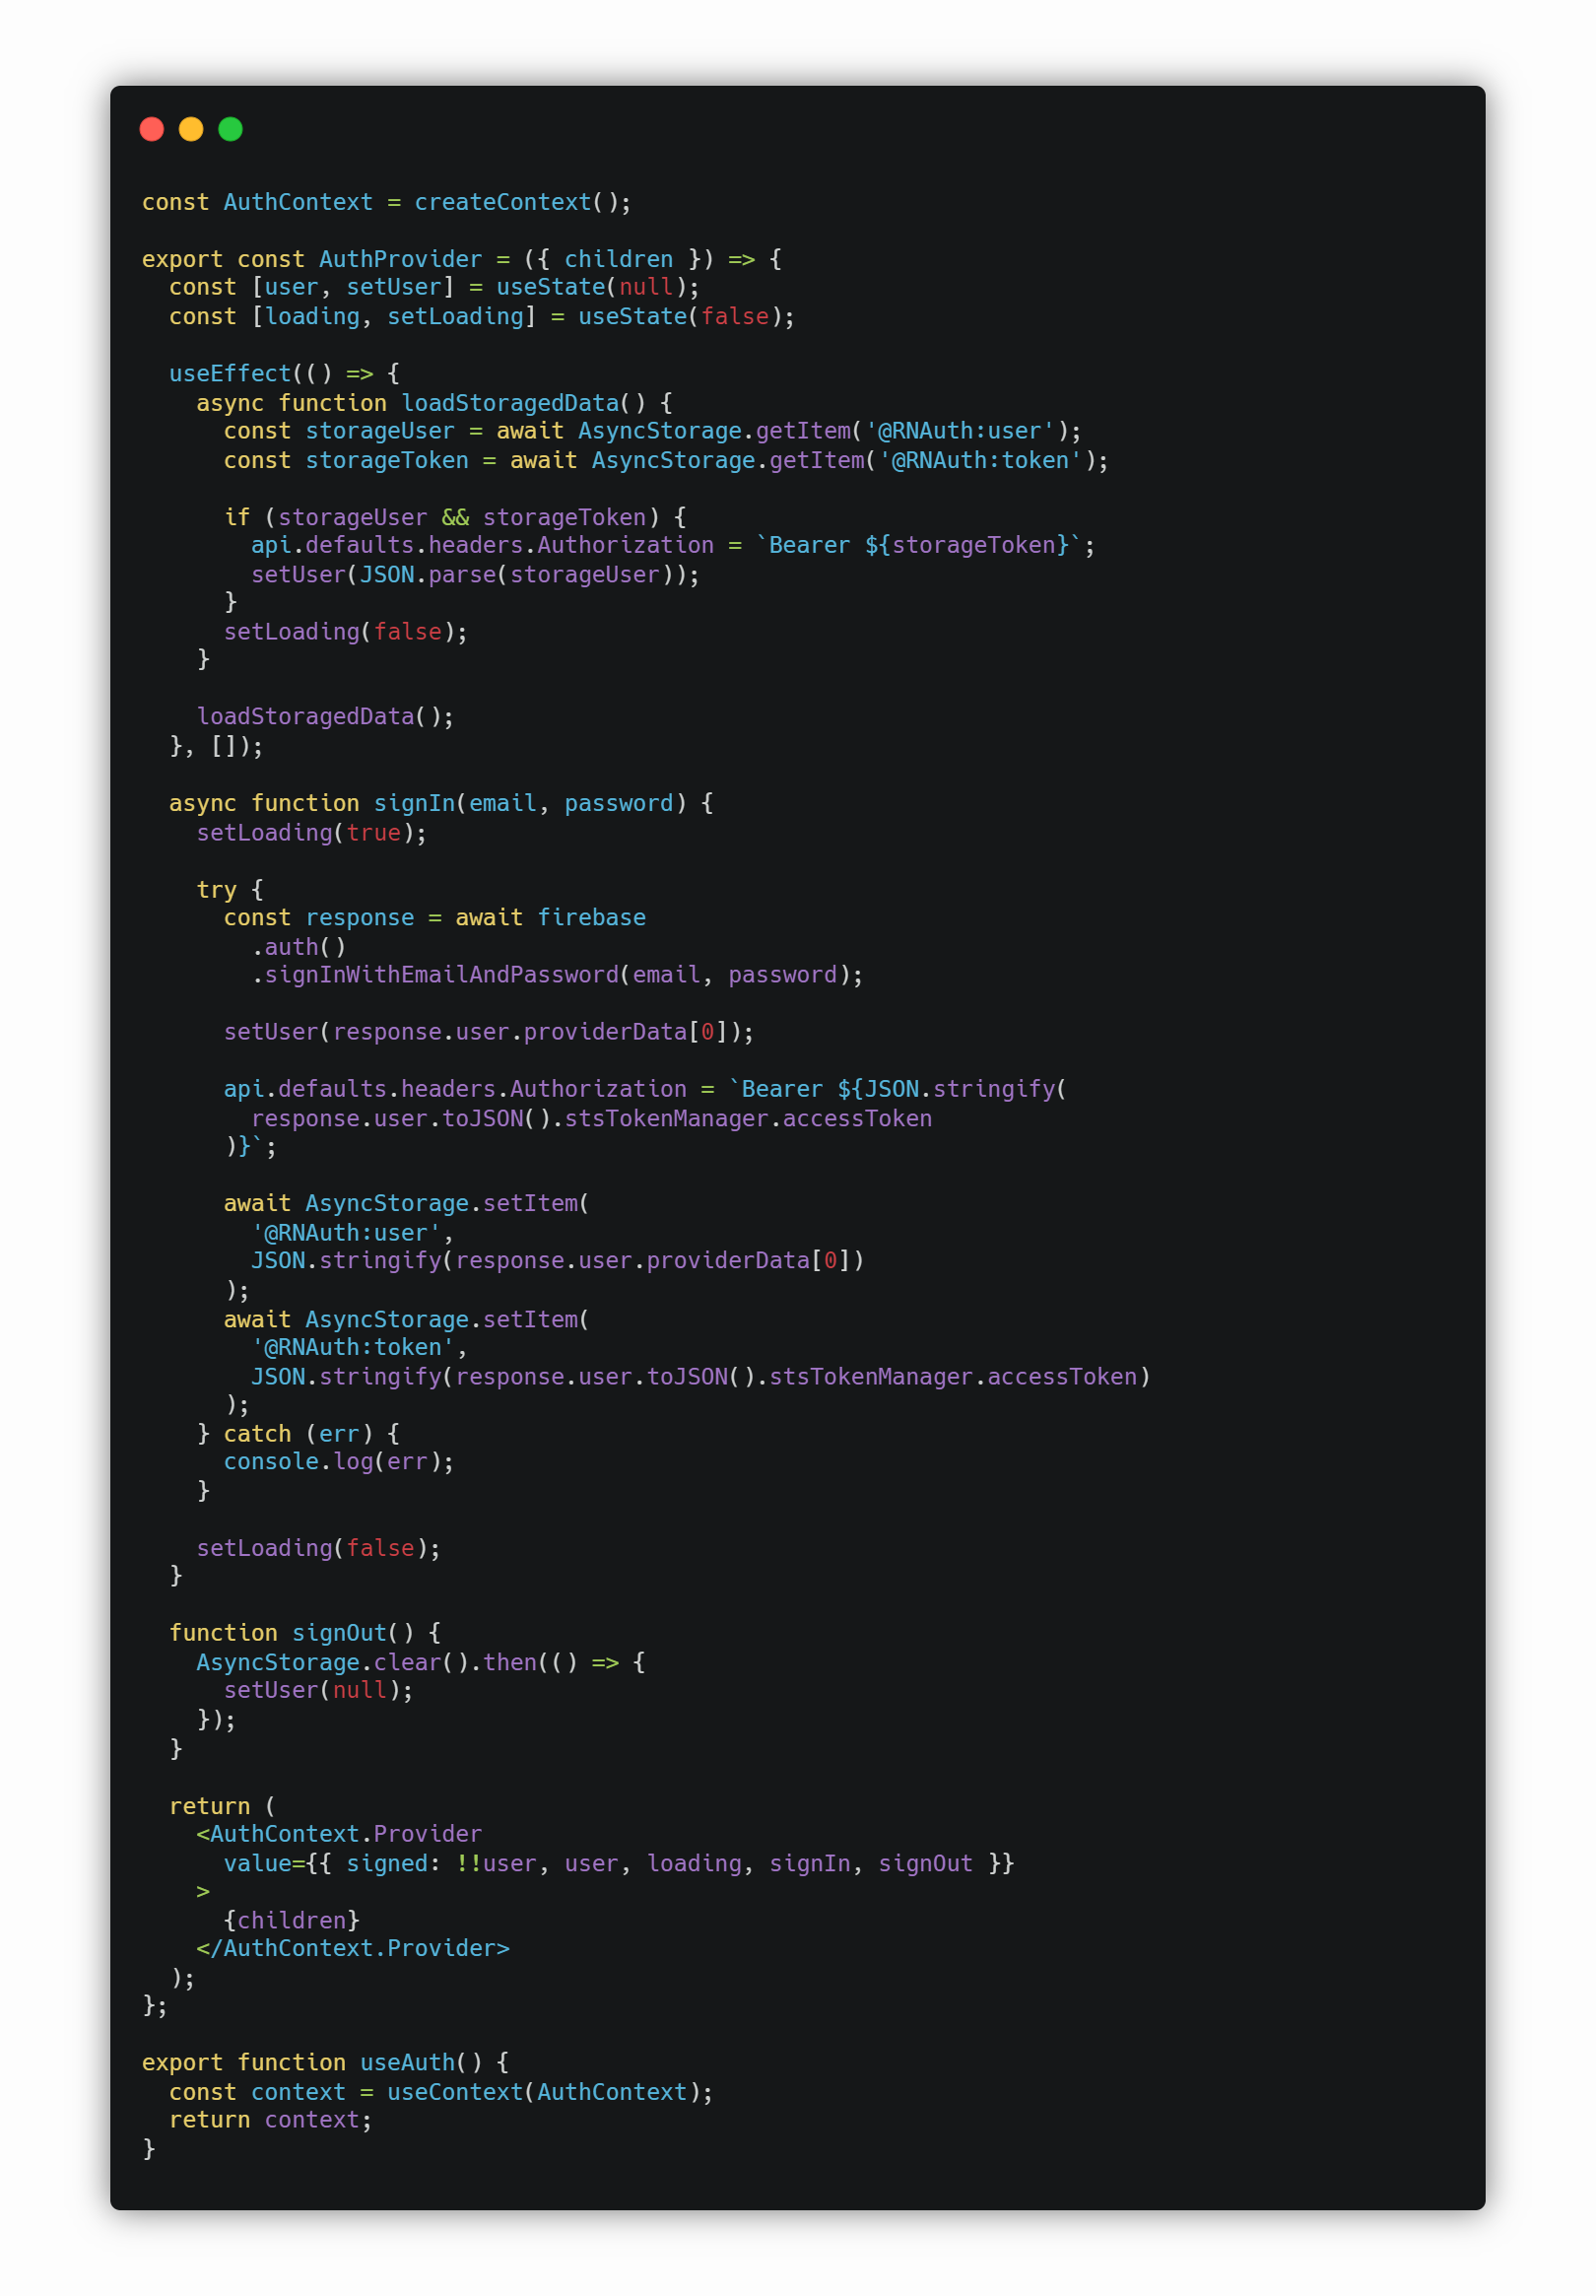 const AuthContext = createContext();

export const AuthProvider = ({ children }) => {
  const [user, setUser] = useState(null);
  const [loading, setLoading] = useState(false);

  useEffect(() => {
    async function loadStoragedData() {
      const storageUser = await AsyncStorage.getItem('@RNAuth:user');
      const storageToken = await AsyncStorage.getItem('@RNAuth:token');

      if (storageUser && storageToken) {
        api.defaults.headers.Authorization = `Bearer ${storageToken}`;
        setUser(JSON.parse(storageUser));
      }
      setLoading(false);
    }

    loadStoragedData();
  }, []);

  async function signIn(email, password) {
    setLoading(true);

    try {
      const response = await firebase
        .auth()
        .signInWithEmailAndPassword(email, password);

      setUser(response.user.providerData[0]);

      api.defaults.headers.Authorization = `Bearer ${JSON.stringify(
        response.user.toJSON().stsTokenManager.accessToken
      )}`;

      await AsyncStorage.setItem(
        '@RNAuth:user',
        JSON.stringify(response.user.providerData[0])
      );
      await AsyncStorage.setItem(
        '@RNAuth:token',
        JSON.stringify(response.user.toJSON().stsTokenManager.accessToken)
      );
    } catch (err) {
      console.log(err);
    }

    setLoading(false);
  }

  function signOut() {
    AsyncStorage.clear().then(() => {
      setUser(null);
    });
  }

  return (
    <AuthContext.Provider
      value={{ signed: !!user, user, loading, signIn, signOut }}
    >
      {children}
    </AuthContext.Provider>
  );
};

export function useAuth() {
  const context = useContext(AuthContext);
  return context;
}